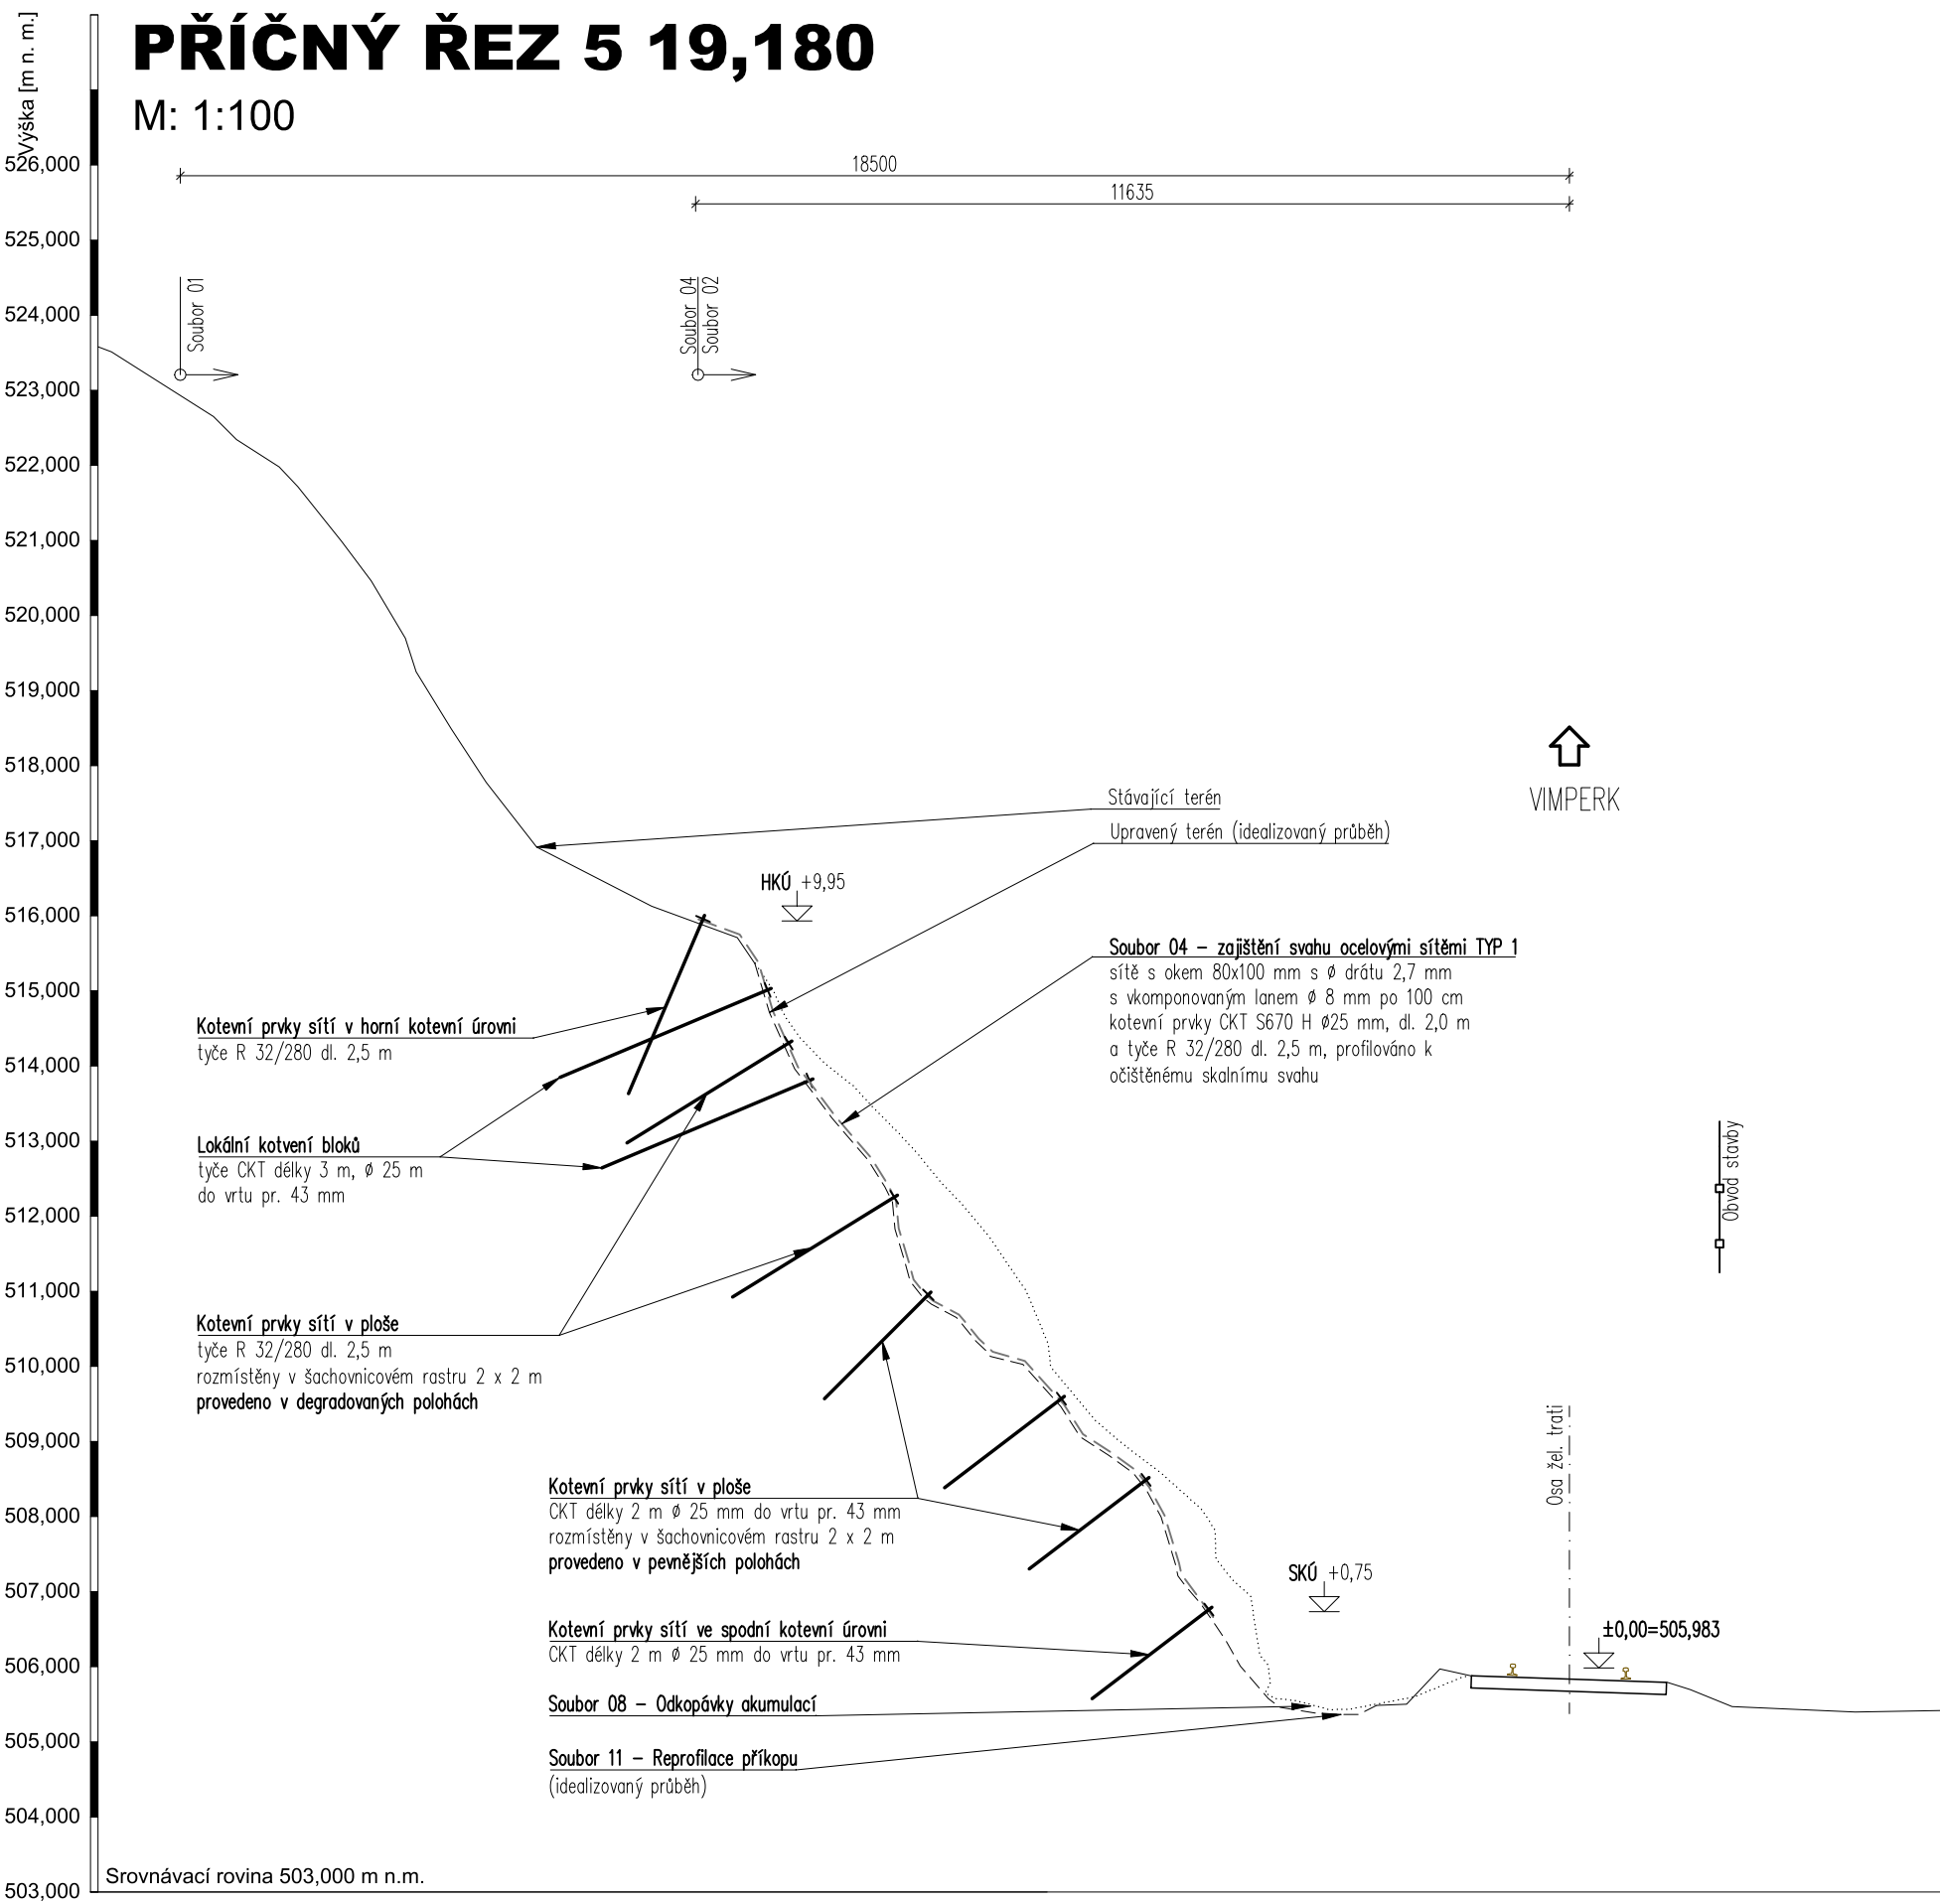 Výška [m n. m.]
PŘÍČNÝ ŘEZ 5 19,180
M: 1:100
526,000
525,000
524,000
523,000
522,000
521,000
520,000
519,000
518,000
517,000
516,000
515,000
514,000
513,000
512,000
511,000
510,000
509,000
508,000
507,000
506,000
505,000
504,000
503,000
18500
11635
Soubor 01
Soubor 04
Soubor 02
VIMPERK
Stávající terén
Upravený terén (idealizovaný průběh)
HKÚ +9,95
Soubor 04 – zajištění svahu ocelovými sítěmi TYP 1
sítě s okem 80x100 mm s ø drátu 2,7 mm
s vkomponovaným lanem ø 8 mm po 100 cm
kotevní prvky CKT S670 H ø25 mm, dl. 2,0 m
a tyče R 32/280 dl. 2,5 m, profilováno k
očištěnému skalnímu svahu
Kotevní prvky sítí v horní kotevní úrovni
tyče R 32/280 dl. 2,5 m
Lokální kotvení bloků
tyče CKT délky 3 m, ø 25 m
do vrtu pr. 43 mm
Obvod stavby
Kotevní prvky sítí v ploše
tyče R 32/280 dl. 2,5 m
rozmístěny v šachovnicovém rastru 2 x 2 m
provedeno v degradovaných polohách
Osa žel. trati
Kotevní prvky sítí v ploše
CKT délky 2 m ø 25 mm do vrtu pr. 43 mm
rozmístěny v šachovnicovém rastru 2 x 2 m
provedeno v pevnějších polohách
SKÚ +0,75
±0,00=505,983
Kotevní prvky sítí ve spodní kotevní úrovni
CKT délky 2 m ø 25 mm do vrtu pr. 43 mm
Soubor 08 – Odkopávky akumulací
Soubor 11 – Reprofilace příkopu
(idealizovaný průběh)
Srovnávací rovina 503,000 m n.m.